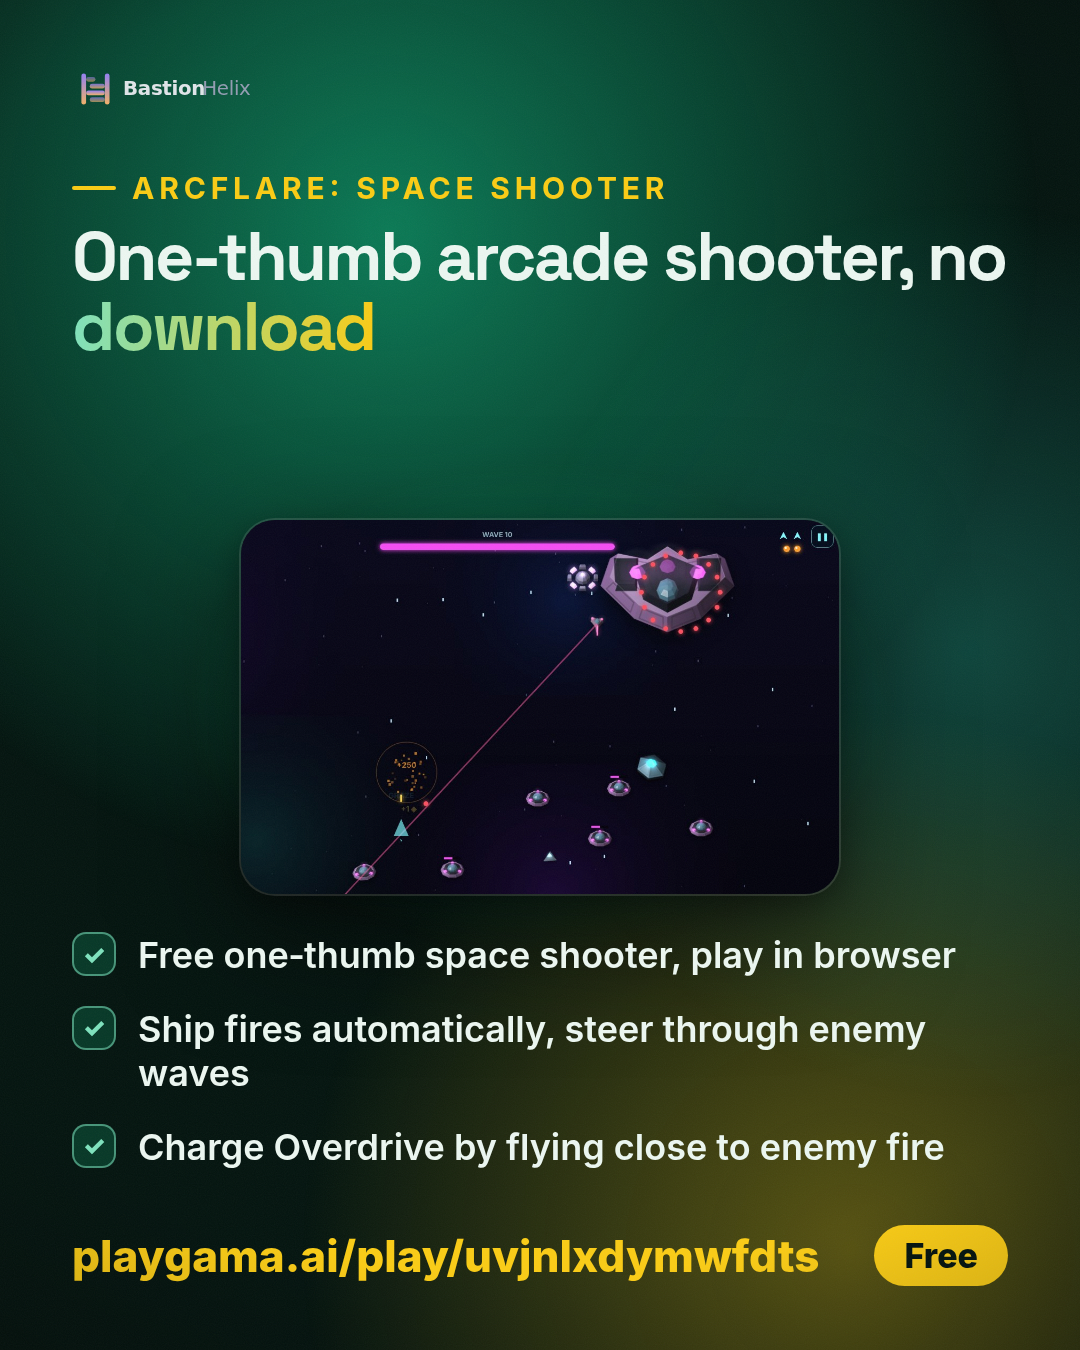 BastionHelix
ARCFLARE: SPACE SHOOTER
One-thumb arcade shooter, no
download
WAVE 10
+250
+1
Free one-thumb space shooter, play in browser
Ship fires automatically, steer through enemy
waves
Charge Overdrive by flying close to enemy fire
playgama.ai/play/uvjnlxdymwfdts
Free